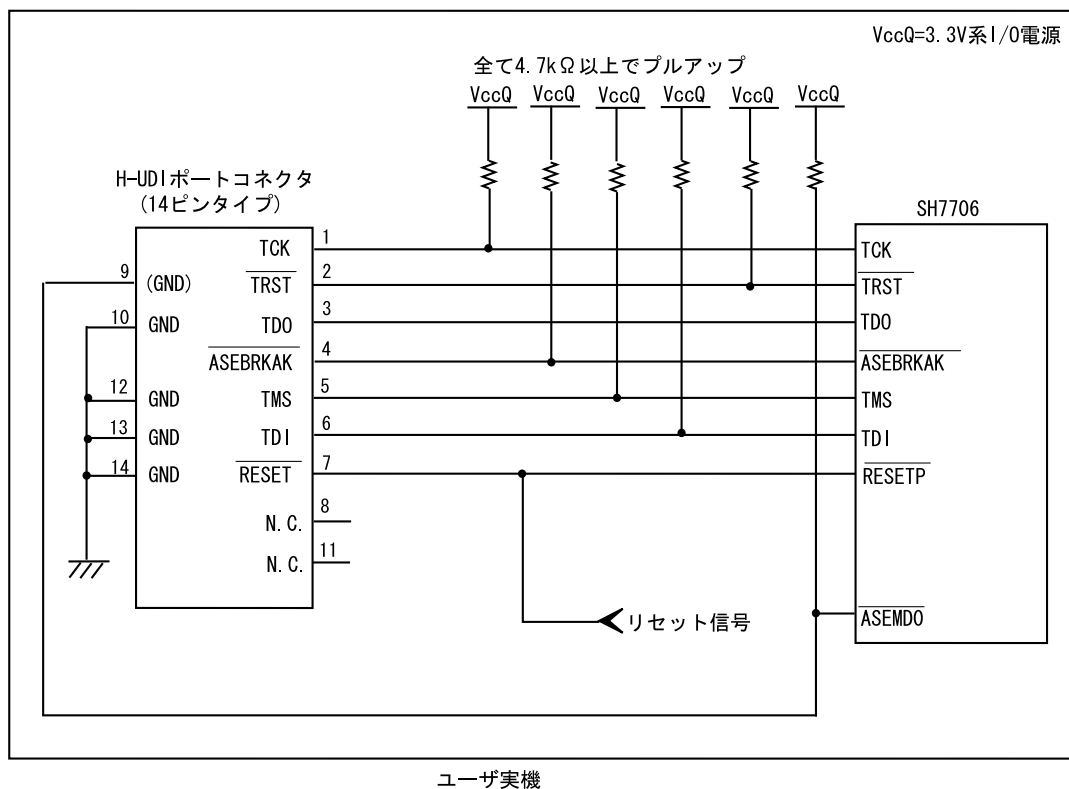 VccQ=3.3V系I/O電源
全て4.7kΩ以上でプルアップ
VccQ VccQ VccQ VccQ VccQ VccQ
H-UDIポートコネクタ
(14ピンタイプ)
SH7706
TCK 1 TCK
9 (GND) TRST 2 TRST
10 GND TDO 3 TDO
ASEBRKAK 4 ASEBRKAK
12 GND TMS 5 TMS
13 GND TDI 6 TDI
14 GND RESET 7 RESETP
N.C. 8
N.C. 11
リセット信号
ASEMD0
ユーザ実機